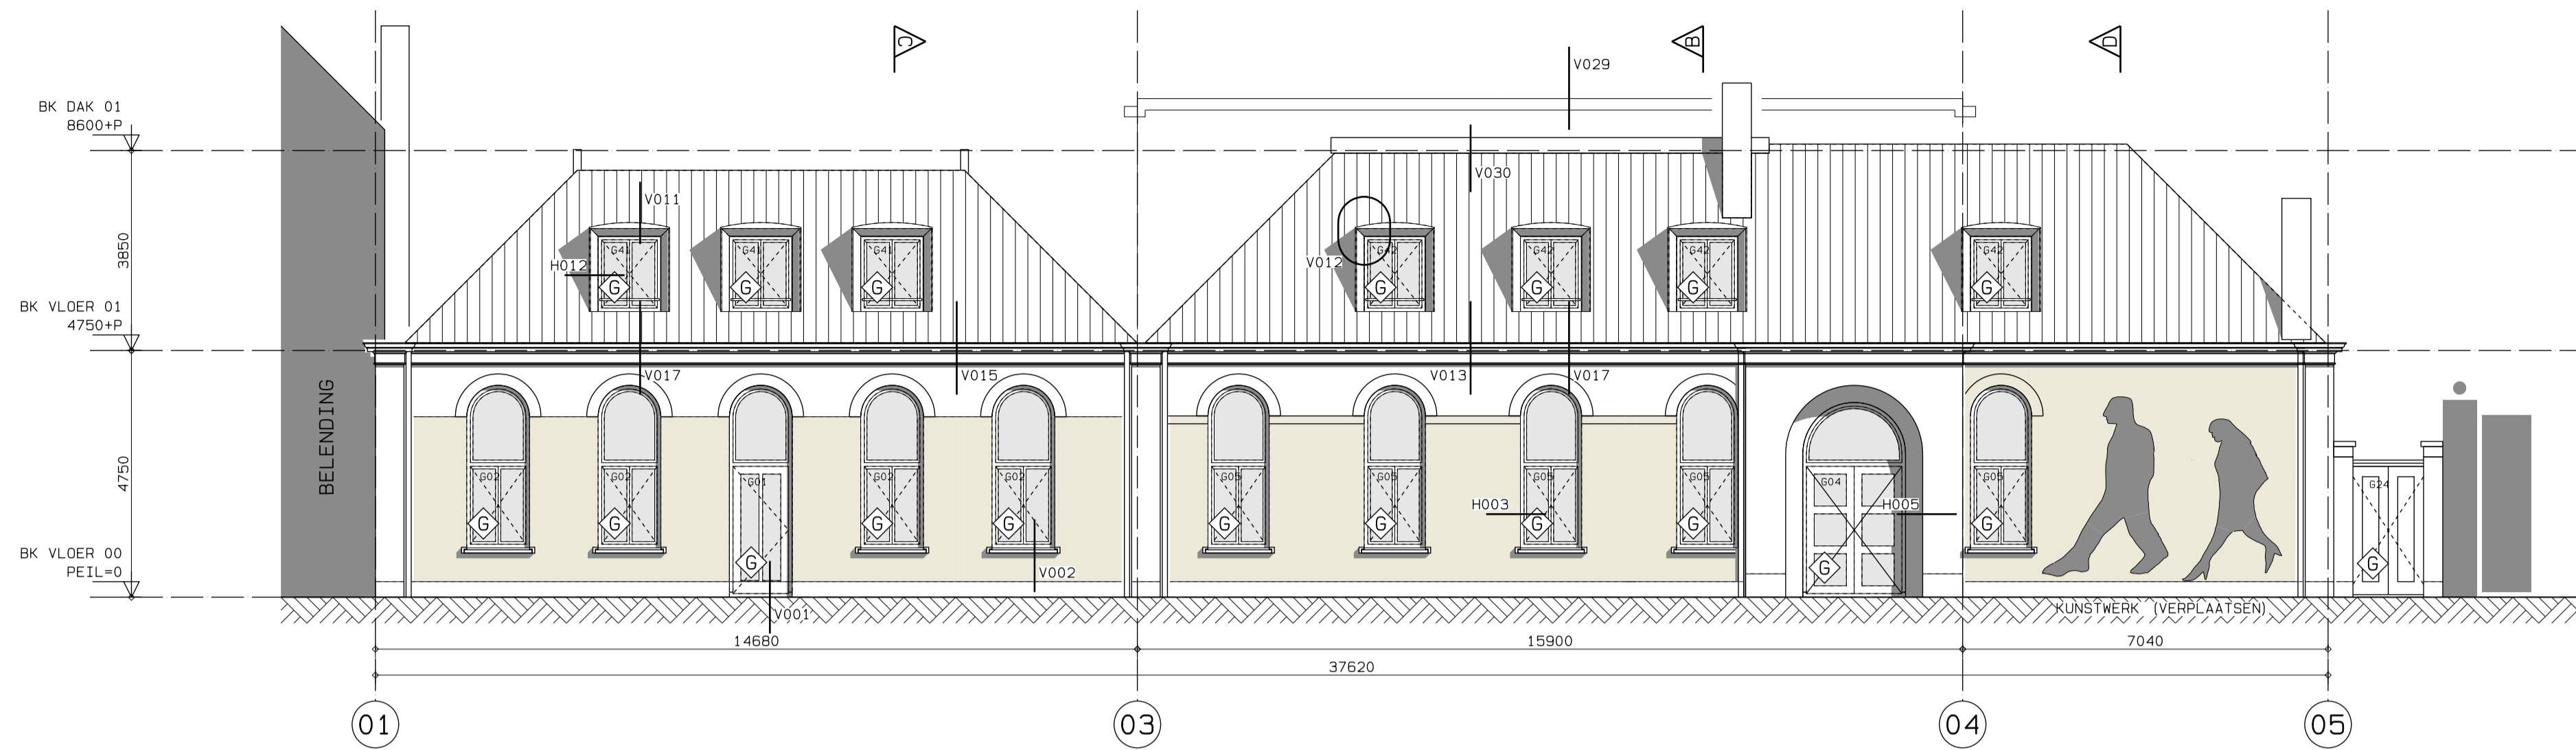 C
B
D
V029
BK DAK 01
8600+P
V030
V011
3850
G41
G41
G41
G42
G42
G42
G42
H012
V012
G
G
G
G
G
G
G
BK VLOER 01
4750+P
V017
V015
V013
V017
BELENDING
4750
G02
G02
G01
G02
G02
G05
G05
G05
G05
G04
G05
G24
H003
H005
G
G
G
G
G
G
G
G
G
BK VLOER 00
PEIL=0
G
G
G
V002
V001
KUNSTWERK (VERPLAATSEN)
14680
15900
7040
37620
01
03
04
05